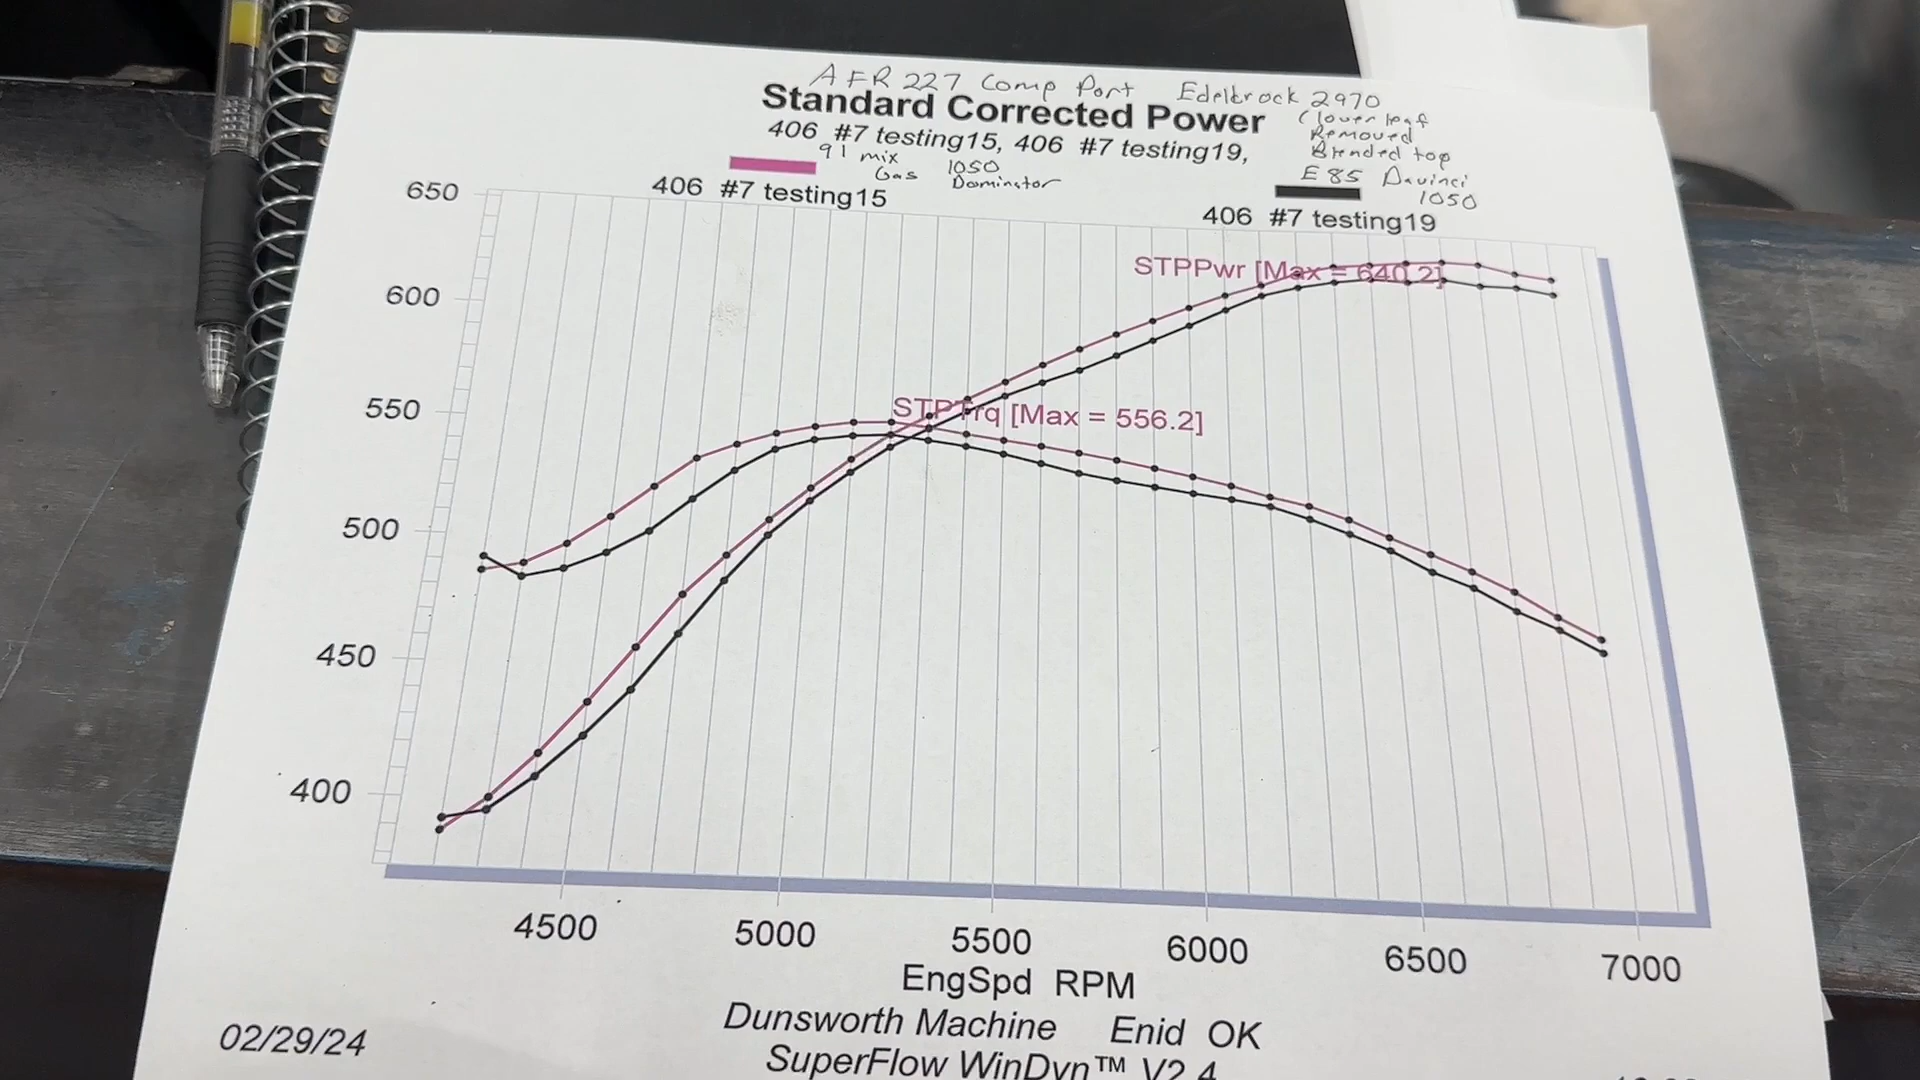 AFR 227 Comp Port Edelbrock 2970
Standard Corrected Power
Cloverleaf
Removed
Blended top
406 #7 testing15, 406 #7 testing19,
91 mix
Gas
1050
Dominator
E85 Davinci
1050
406 #7 testing15
406 #7 testing19
STPPwr [Max = 640.2]
STPTrq [Max = 556.2]
650
600
550
500
450
400
4500 5000 5500 6000 6500 7000
EngSpd RPM
Dunsworth Machine Enid OK
02/29/24
SuperFlow WinDyn™ V2.4